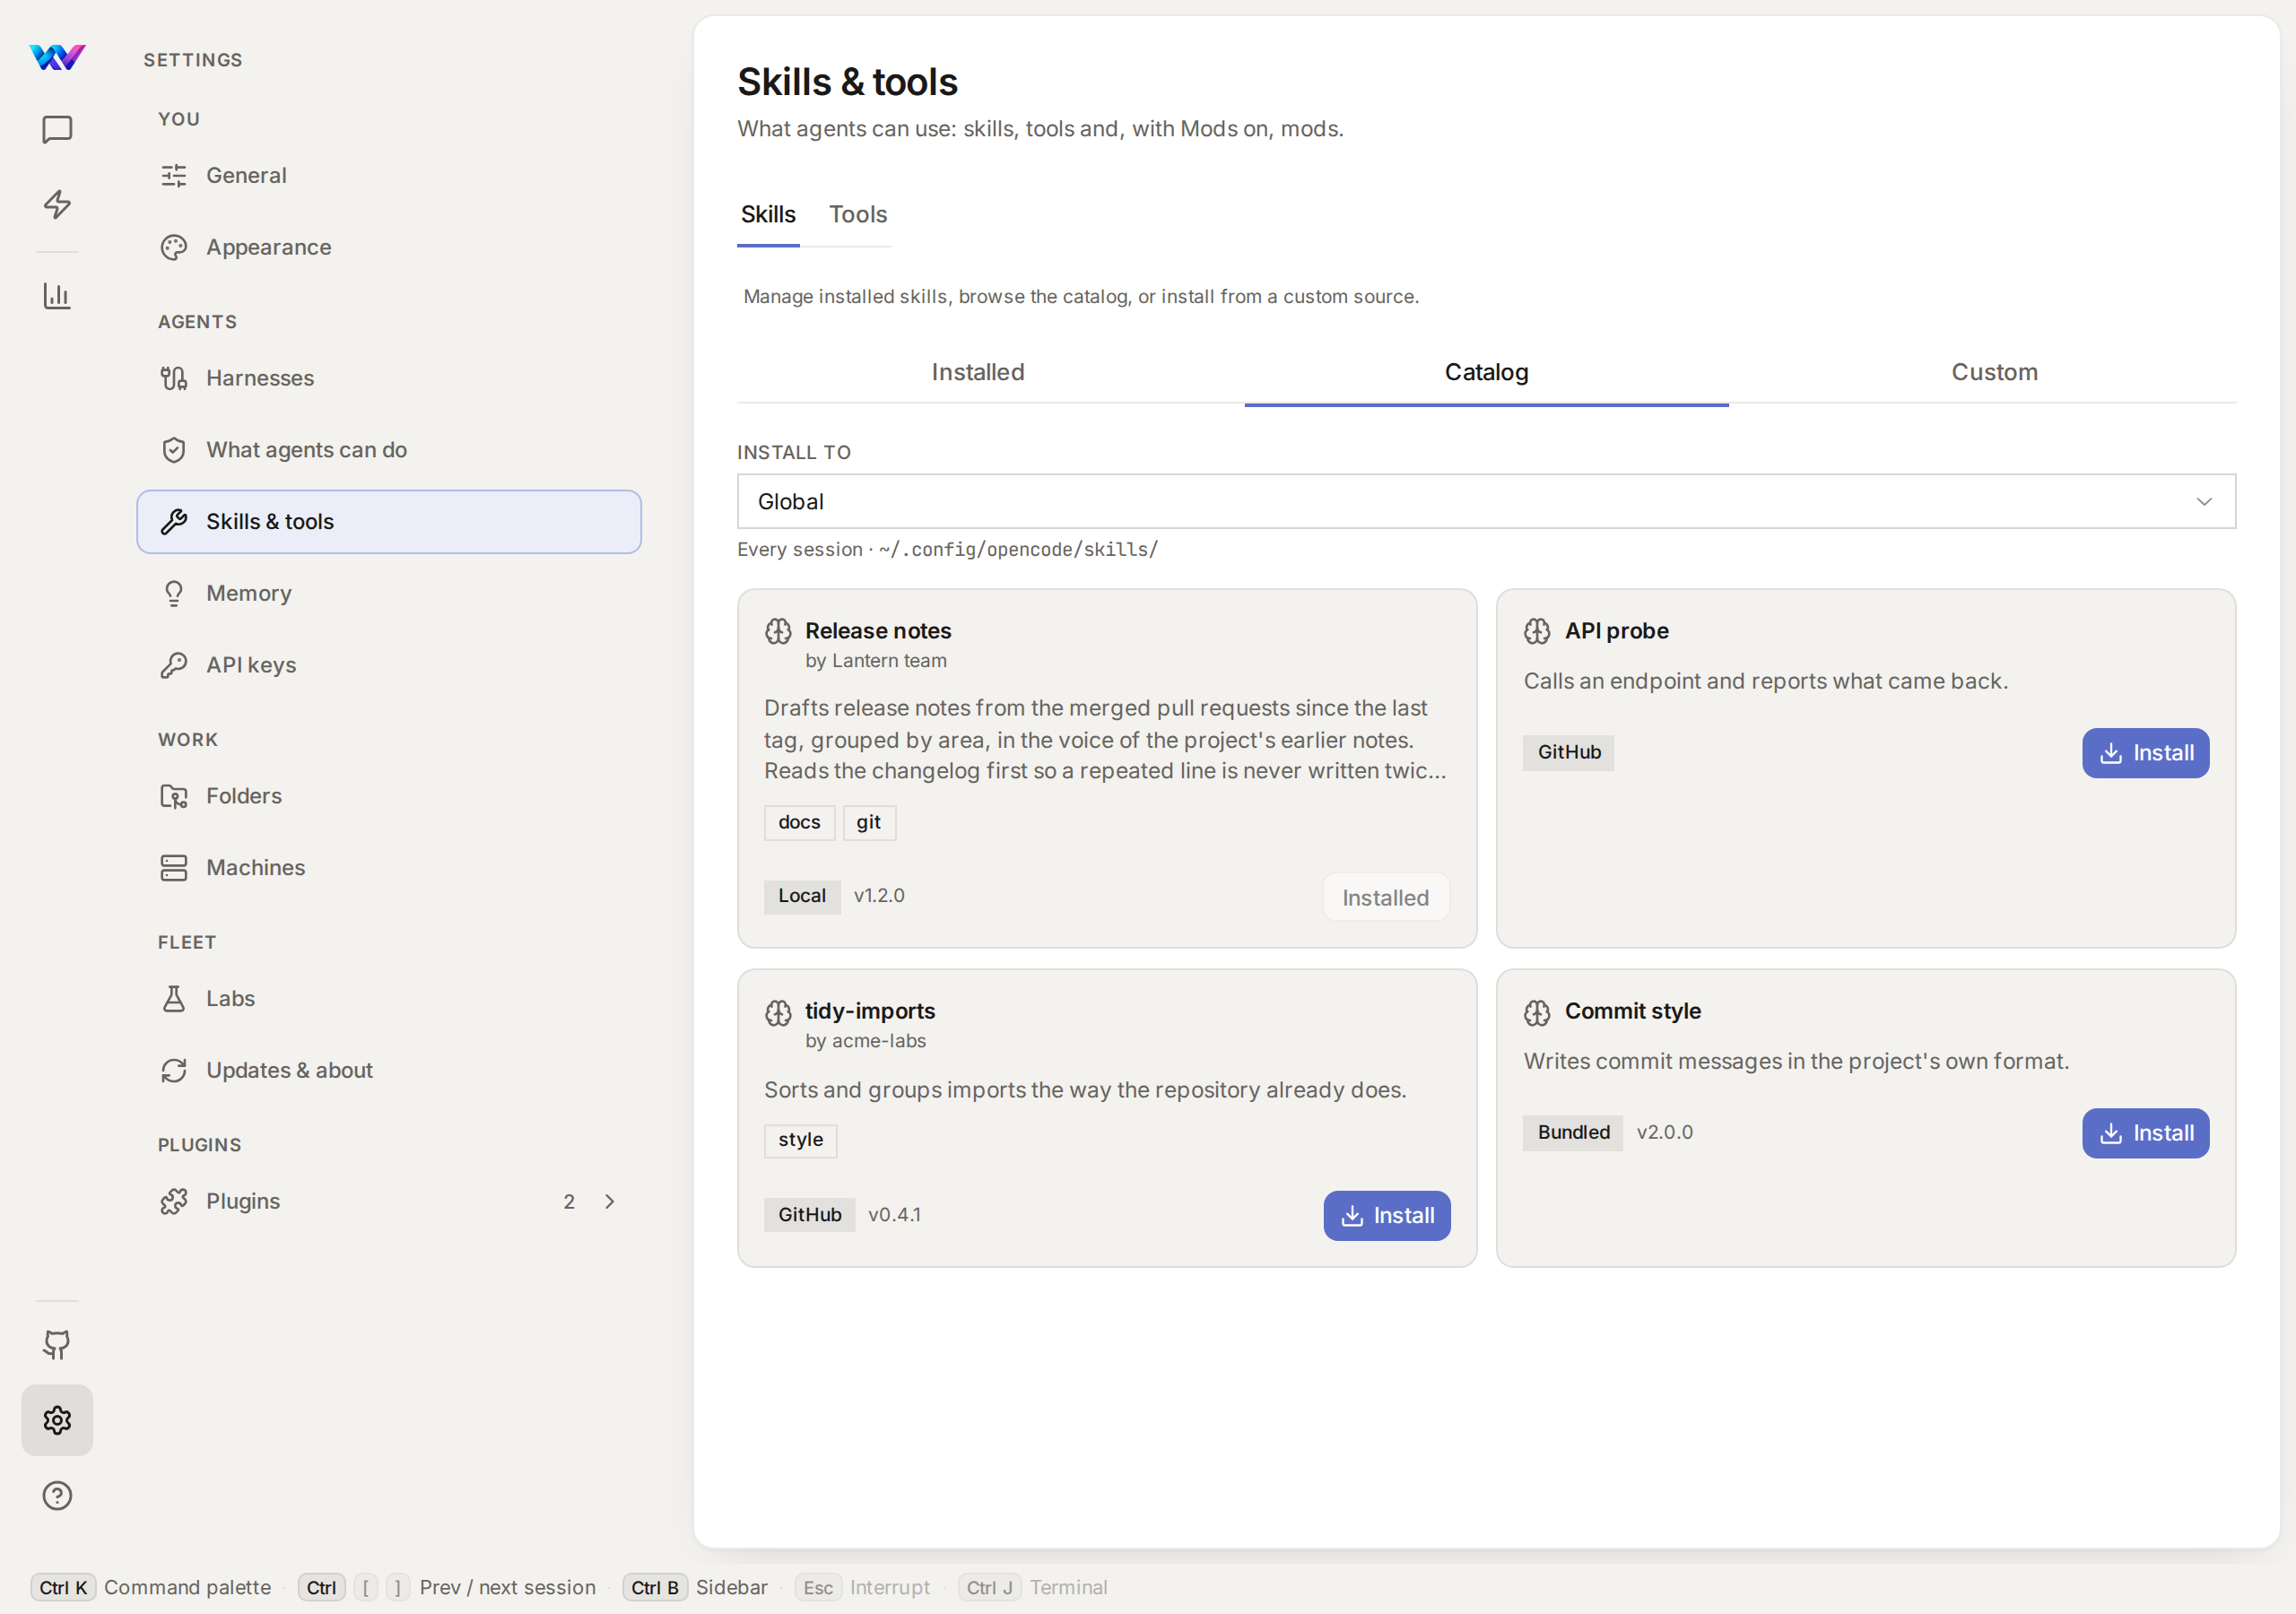 SETTINGS
YOU
General
Appearance
AGENTS
Harnesses
What agents can do
Skills & tools
Memory
API keys
WORK
Folders
Machines
FLEET
Labs
Updates & about
PLUGINS
Plugins 2
Skills & tools
What agents can use: skills, tools and, with Mods on, mods.
Skills Tools
Manage installed skills, browse the catalog, or install from a custom source.
Installed Catalog Custom
INSTALL TO
Global
Every session · ~/.config/opencode/skills/
Release notes
by Lantern team
Drafts release notes from the merged pull requests since the last
tag, grouped by area, in the voice of the project's earlier notes.
Reads the changelog first so a repeated line is never written twic...
docs git
Local v1.2.0 Installed
API probe
Calls an endpoint and reports what came back.
GitHub Install
tidy-imports
by acme-labs
Sorts and groups imports the way the repository already does.
style
GitHub v0.4.1 Install
Commit style
Writes commit messages in the project's own format.
Bundled v2.0.0 Install
Ctrl K Command palette · Ctrl [ ] Prev / next session · Ctrl B Sidebar · Esc Interrupt · Ctrl J Terminal